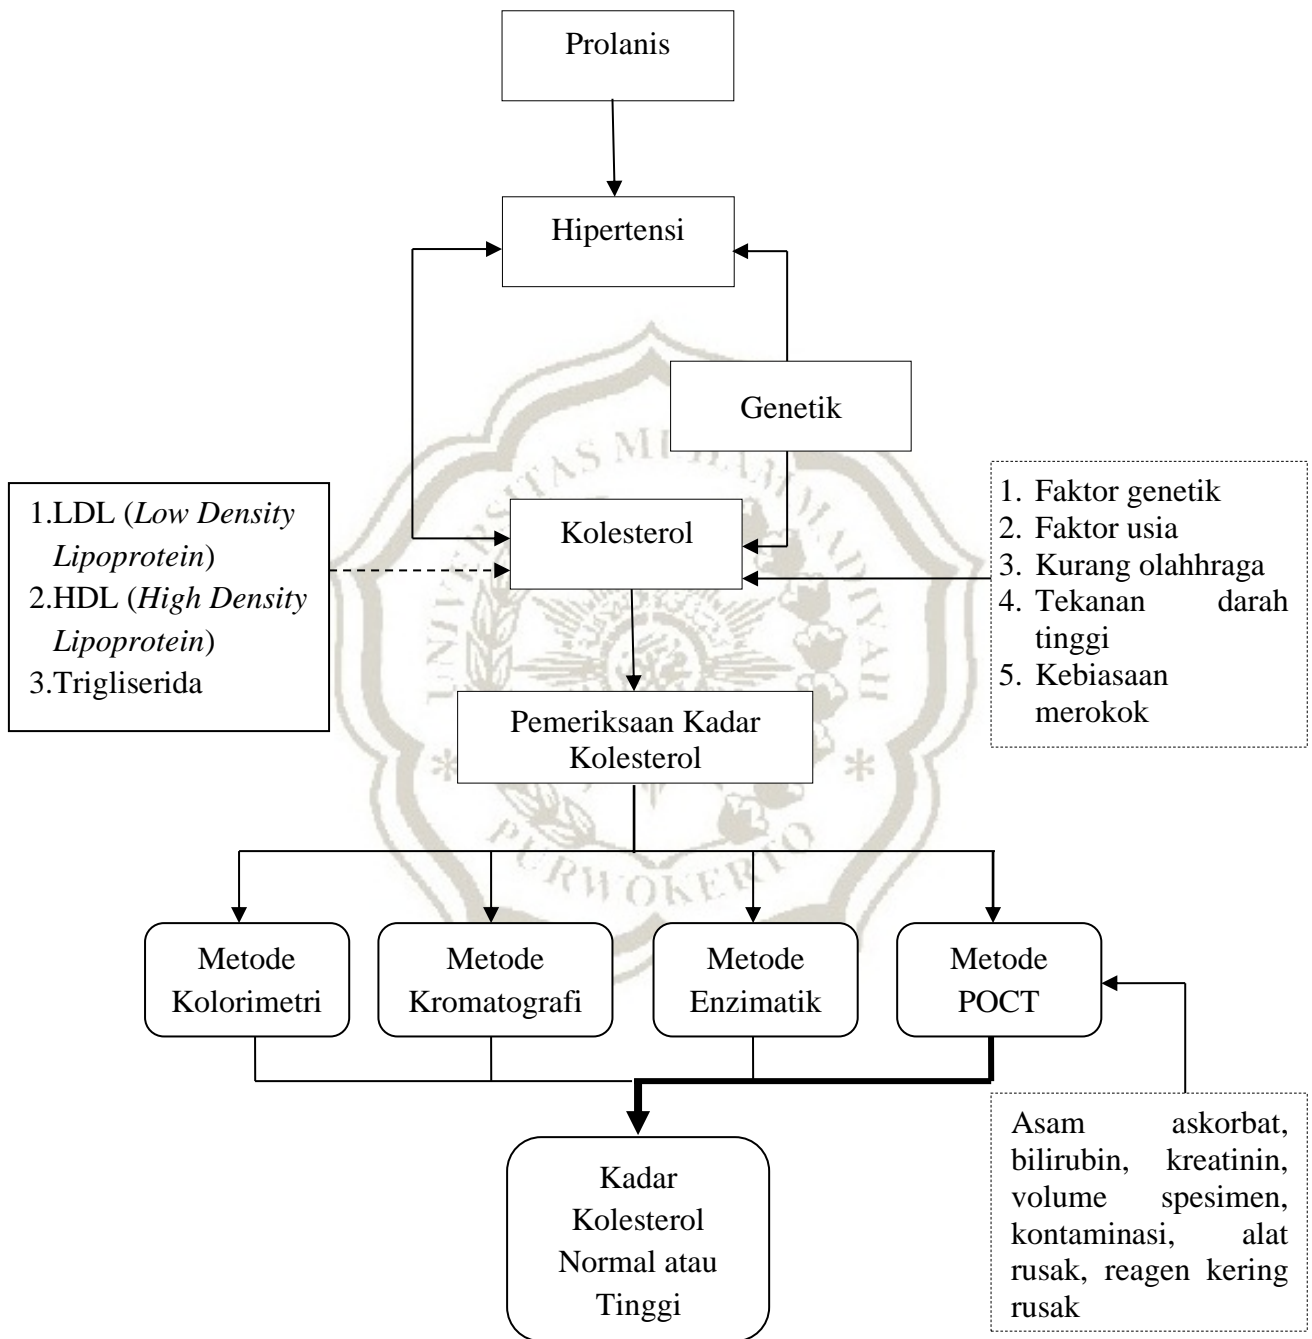 Prolanis
Hipertensi
Genetik
UNIVERSITAS MUHAMMADIYAH
PURWOKERTO
1.LDL (Low Density
Lipoprotein)
2.HDL (High Density
Lipoprotein)
3.Trigliserida
Kolesterol
1. Faktor genetik
2. Faktor usia
3. Kurang olahhraga
4. Tekanan darah
tinggi
5. Kebiasaan
merokok
Pemeriksaan Kadar
Kolesterol
Metode
Kolorimetri
Metode
Kromatografi
Metode
Enzimatik
Metode
POCT
Kadar
Kolesterol
Normal atau
Tinggi
Asam askorbat,
bilirubin, kreatinin,
volume spesimen,
kontaminasi, alat
rusak, reagen kering
rusak